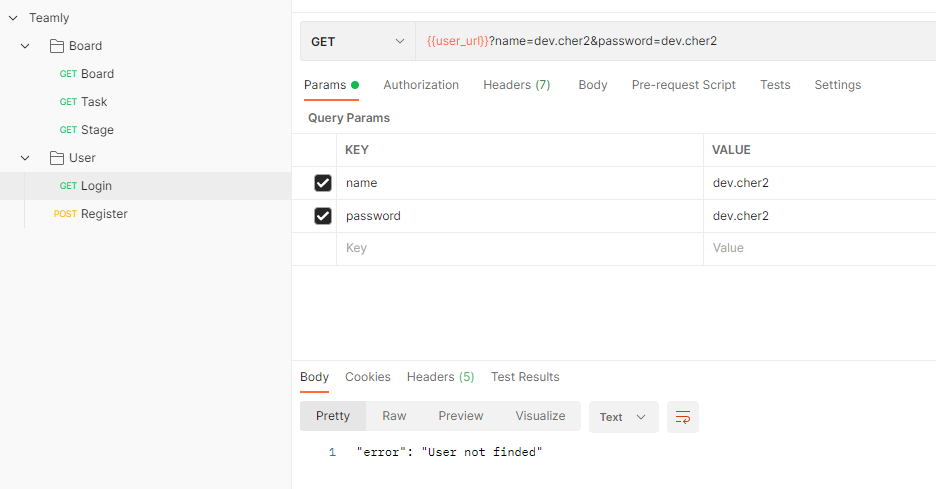 Teamly
Board
GET Board
GET Task
GET Stage
User
GET Login
POST Register
GET {{user_url}}?name=dev.cher2&password=dev.cher2
Params Authorization Headers (7) Body Pre-request Script Tests Settings
Query Params
KEY VALUE
name dev.cher2
password dev.cher2
Key Value
Body Cookies Headers (5) Test Results
Pretty Raw Preview Visualize Text
1 "error": "User not finded"